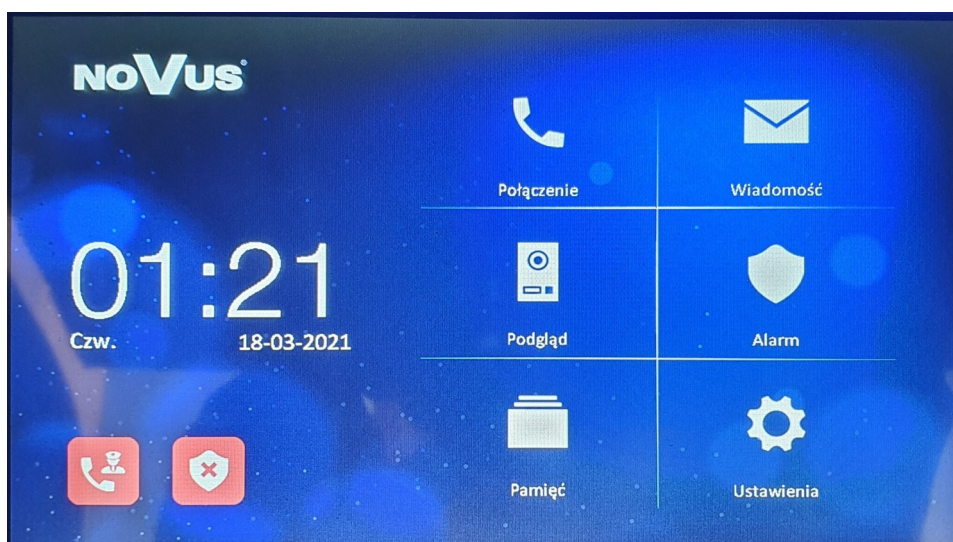 NOVUS®
Połączenie
Wiadomość
01:21
Czw.
18-03-2021
Podgląd
Alarm
Pamięć
Ustawienia